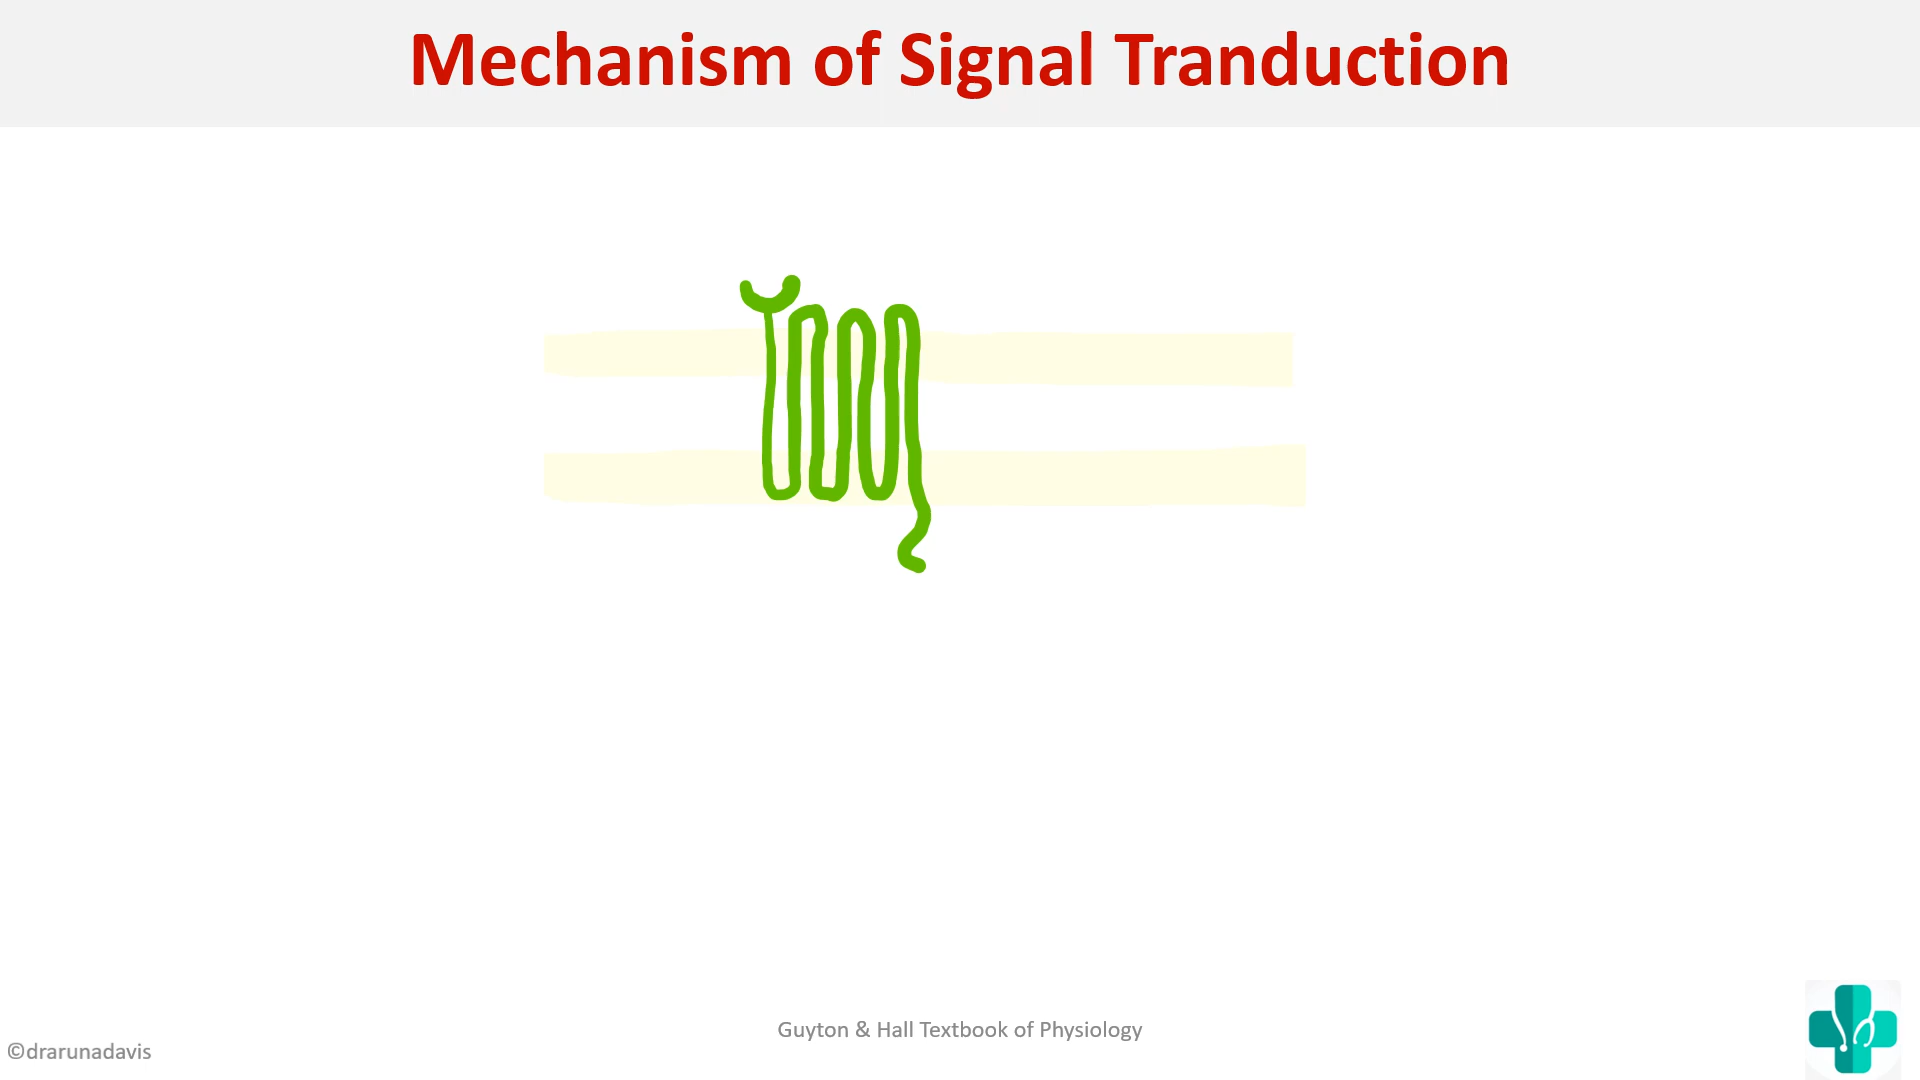 Mechanism of Signal Tranduction
Guyton & Hall Textbook of Physiology
©drarunadavis